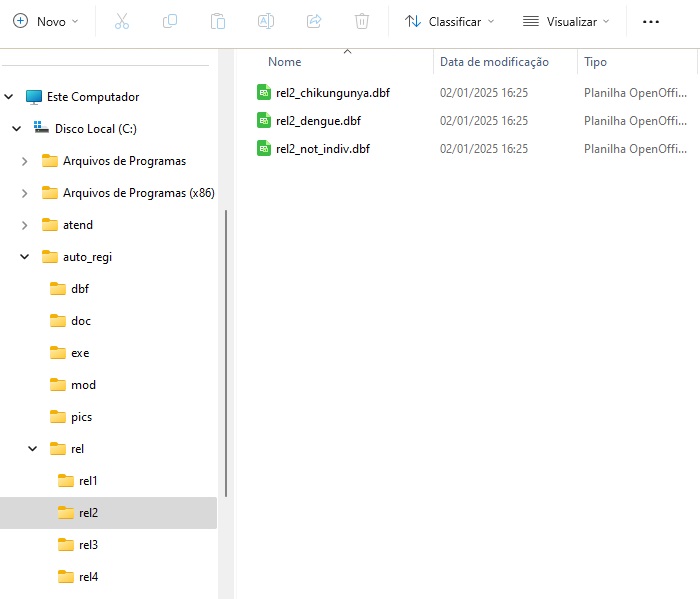 Novo Classificar Visualizar ...
Nome Data de modificação Tipo
Este Computador
Disco Local (C:)
Arquivos de Programas
Arquivos de Programas (x86)
atend
auto_regi
dbf
doc
exe
mod
pics
rel
rel1
rel2
rel3
rel4
rel2_chikungunya.dbf 02/01/2025 16:25 Planilha OpenOffi...
rel2_dengue.dbf 02/01/2025 16:25 Planilha OpenOffi...
rel2_not_indiv.dbf 02/01/2025 16:25 Planilha OpenOffi...